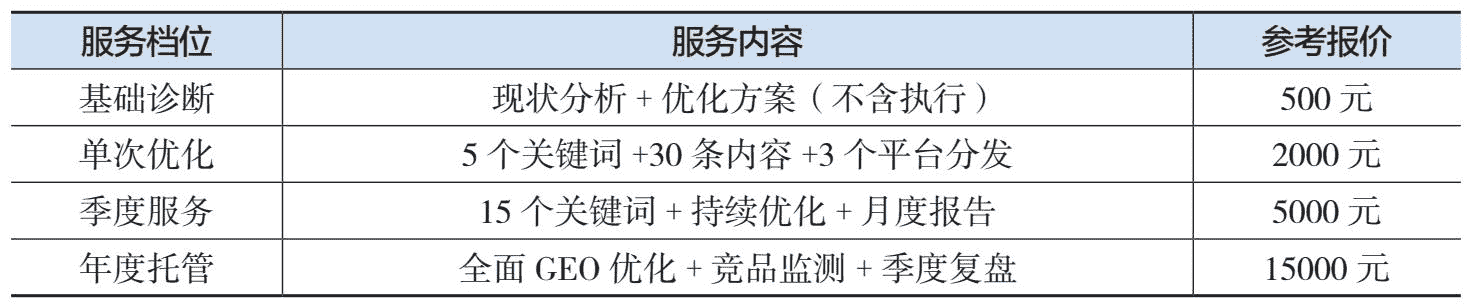 服务档位 服务内容 参考报价
基础诊断 现状分析 + 优化方案（不含执行） 500 元
单次优化 5 个关键词 +30 条内容 +3 个平台分发 2000 元
季度服务 15 个关键词 + 持续优化 + 月度报告 5000 元
年度托管 全面 GEO 优化 + 竞品监测 + 季度复盘 15000 元